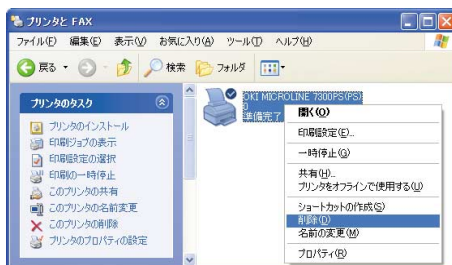 プリンタと FAX
ファイル(F) 編集(E) 表示(V) お気に入り(A) ツール(T) ヘルプ(H)
戻る 検索 フォルダ
プリンタのタスク
プリンタのインストール
印刷ジョブの表示
印刷設定の選択
印刷の一時停止
このプリンタの共有
このプリンタの名前変更
このプリンタの削除
プリンタのプロパティの設定
OKI MICROLINE 7300PS(PS)
0
準備完了
開く(O)
印刷設定(E)...
一時停止(G)
共有(H)...
プリンタをオフラインで使用する(U)
ショートカットの作成(S)
削除(D)
名前の変更(M)
プロパティ(R)